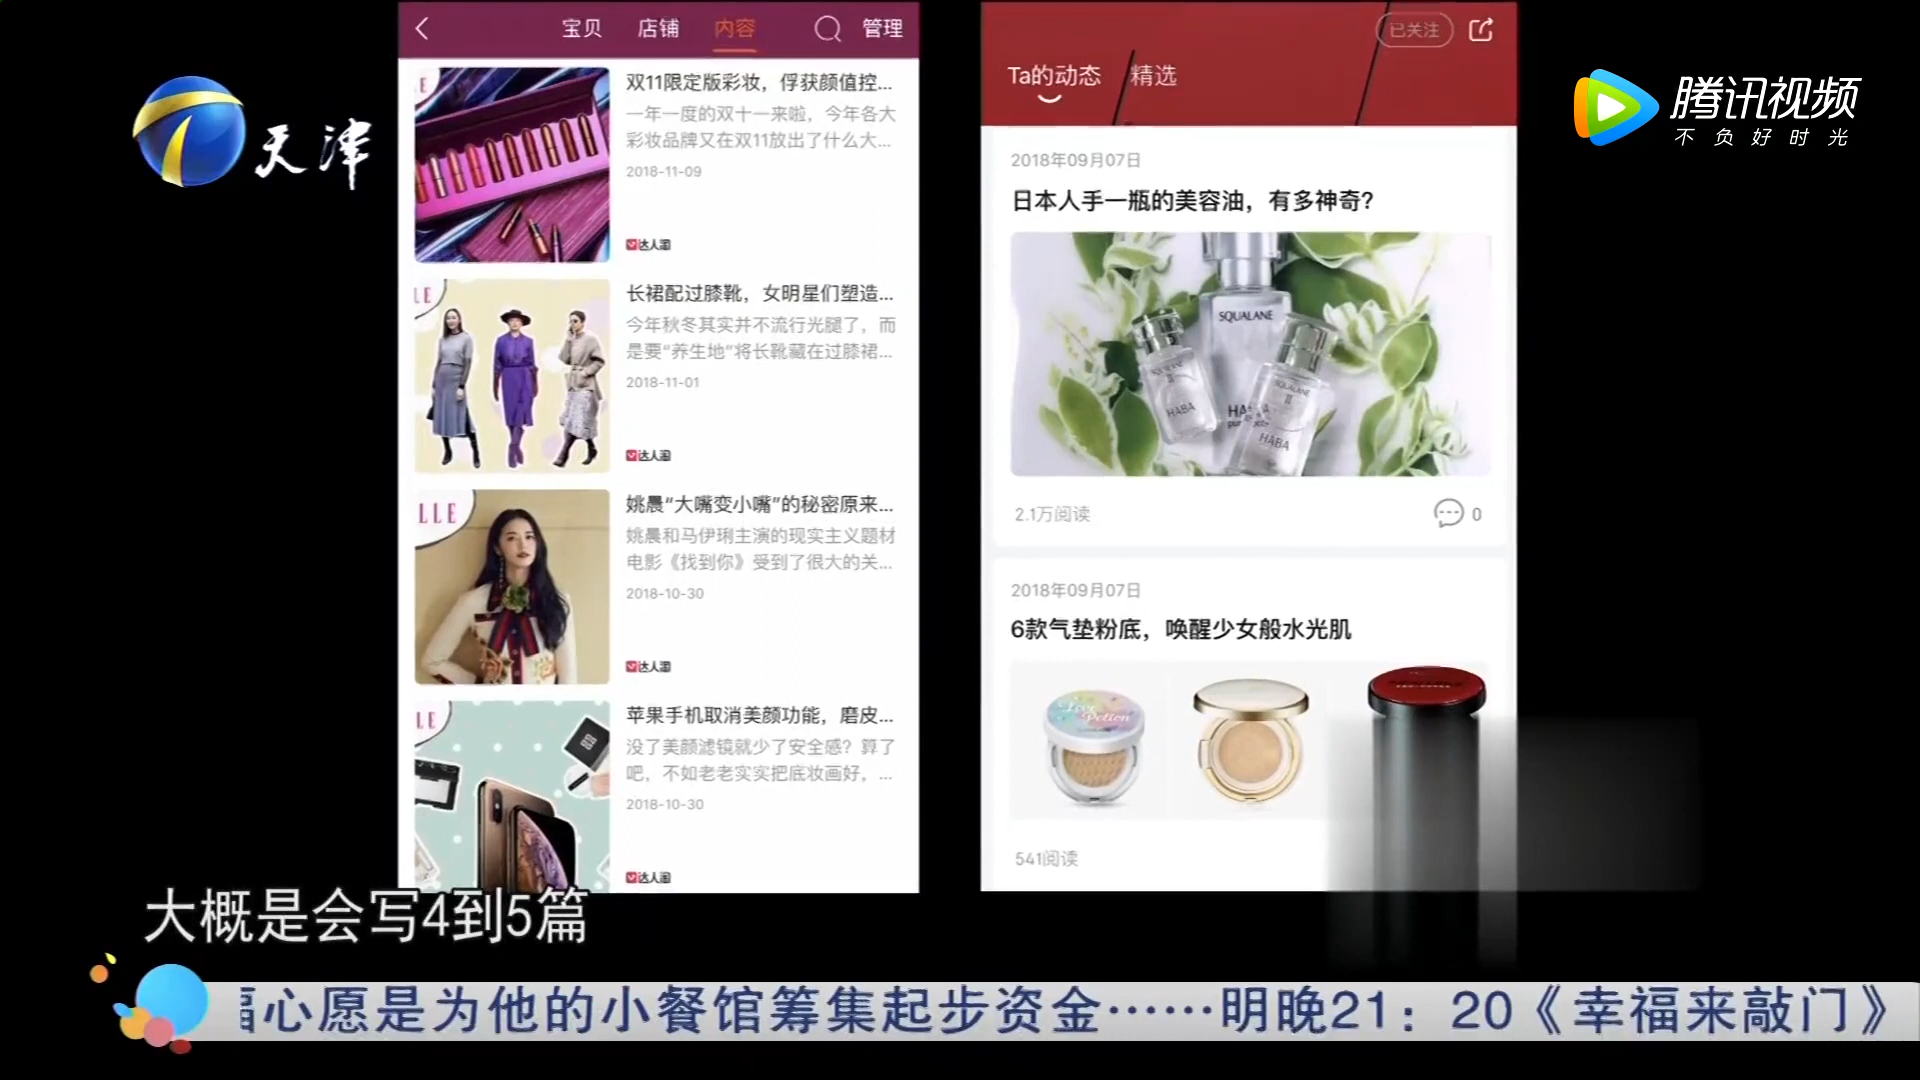 天津
腾讯视频
不负好时光
宝贝
店铺
内容
管理
双11限定版彩妆，俘获颜值控...
一年一度的双十一来啦，今年各大
彩妆品牌又在双11放出了什么大...
2018-11-09
达人淘
LE
长裙配过膝靴，女明星们塑造...
今年秋冬其实并不流行光腿了，而
是要“养生地”将长靴藏在过膝裙...
2018-11-01
达人淘
LLE
姚晨“大嘴变小嘴”的秘密原来...
姚晨和马伊琍主演的现实主义题材
电影《找到你》受到了很大的关...
2018-10-30
达人淘
LE
苹果手机取消美颜功能，磨皮...
没了美颜滤镜就少了安全感？算了
吧，不如老老实实把底妆画好，...
2018-10-30
达人淘
已关注
Ta的动态
精选
2018年09月07日
日本人手一瓶的美容油，有多神奇?
SQUALANE
SQUALANE
II
HABA
SQUALANE
II
HABA
2.1万阅读
0
2018年09月07日
6款气垫粉底，唤醒少女般水光肌
Love
Potion
541阅读
大概是会写4到5篇
心愿是为他的小餐馆筹集起步资金……明晚21：20《幸福来敲门》